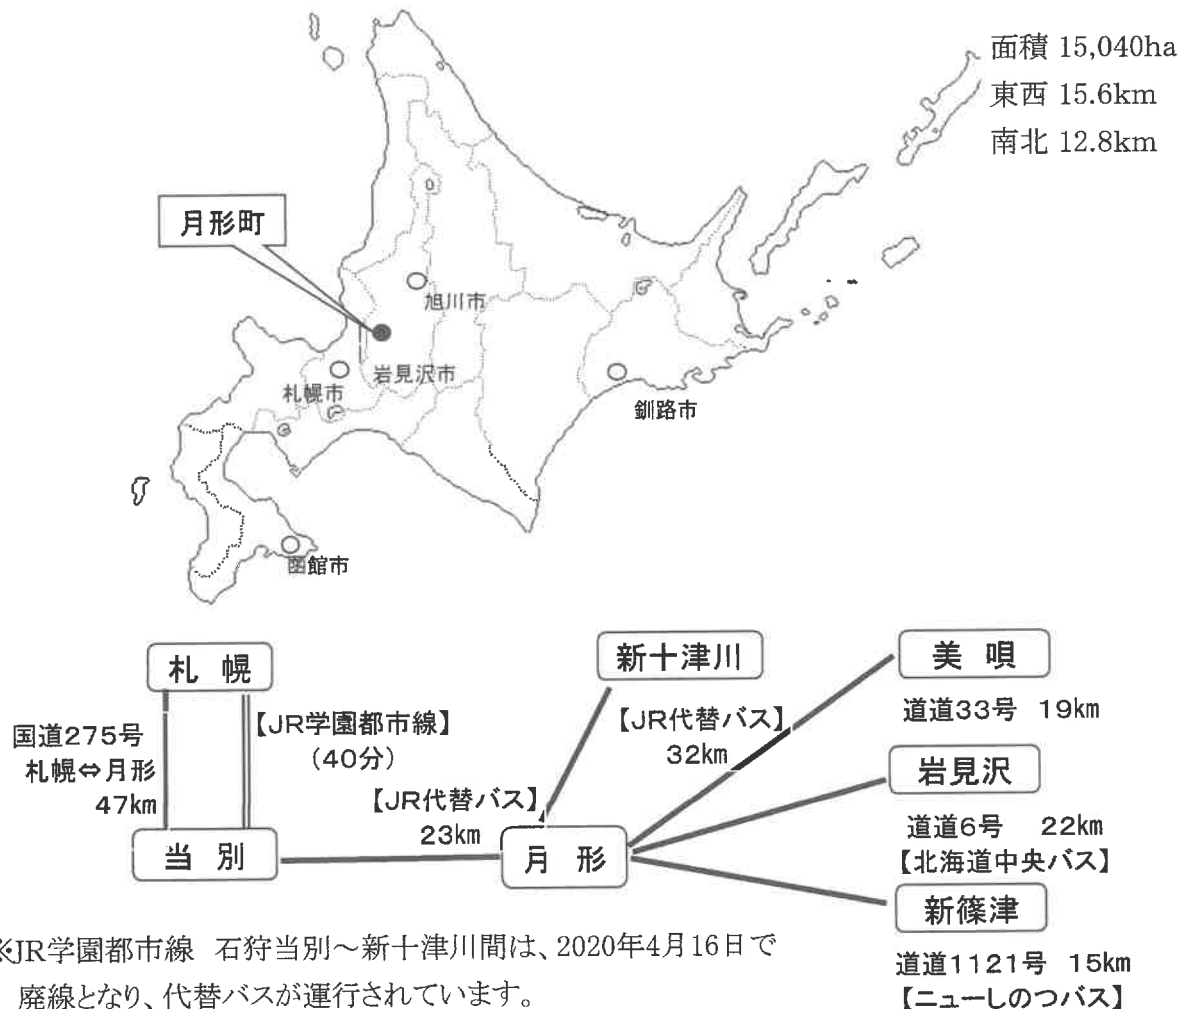 面積 15,040ha
東西 15.6km
南北 12.8km
月形町
旭川市
岩見沢市
札幌市
釧路市
函館市
札 幌
新十津川
美 唄
国道275号
札幌⇔月形
47km
【JR学園都市線】
（40分）
【JR代替バス】
32km
道道33号 19km
岩見沢
【JR代替バス】
23km
道道6号 22km
【北海道中央バス】
当 別
月 形
新篠津
道道1121号 15km
【ニューしのつバス】
※JR学園都市線 石狩当別～新十津川間は、2020年4月16日で
廃線となり、代替バスが運行されています。